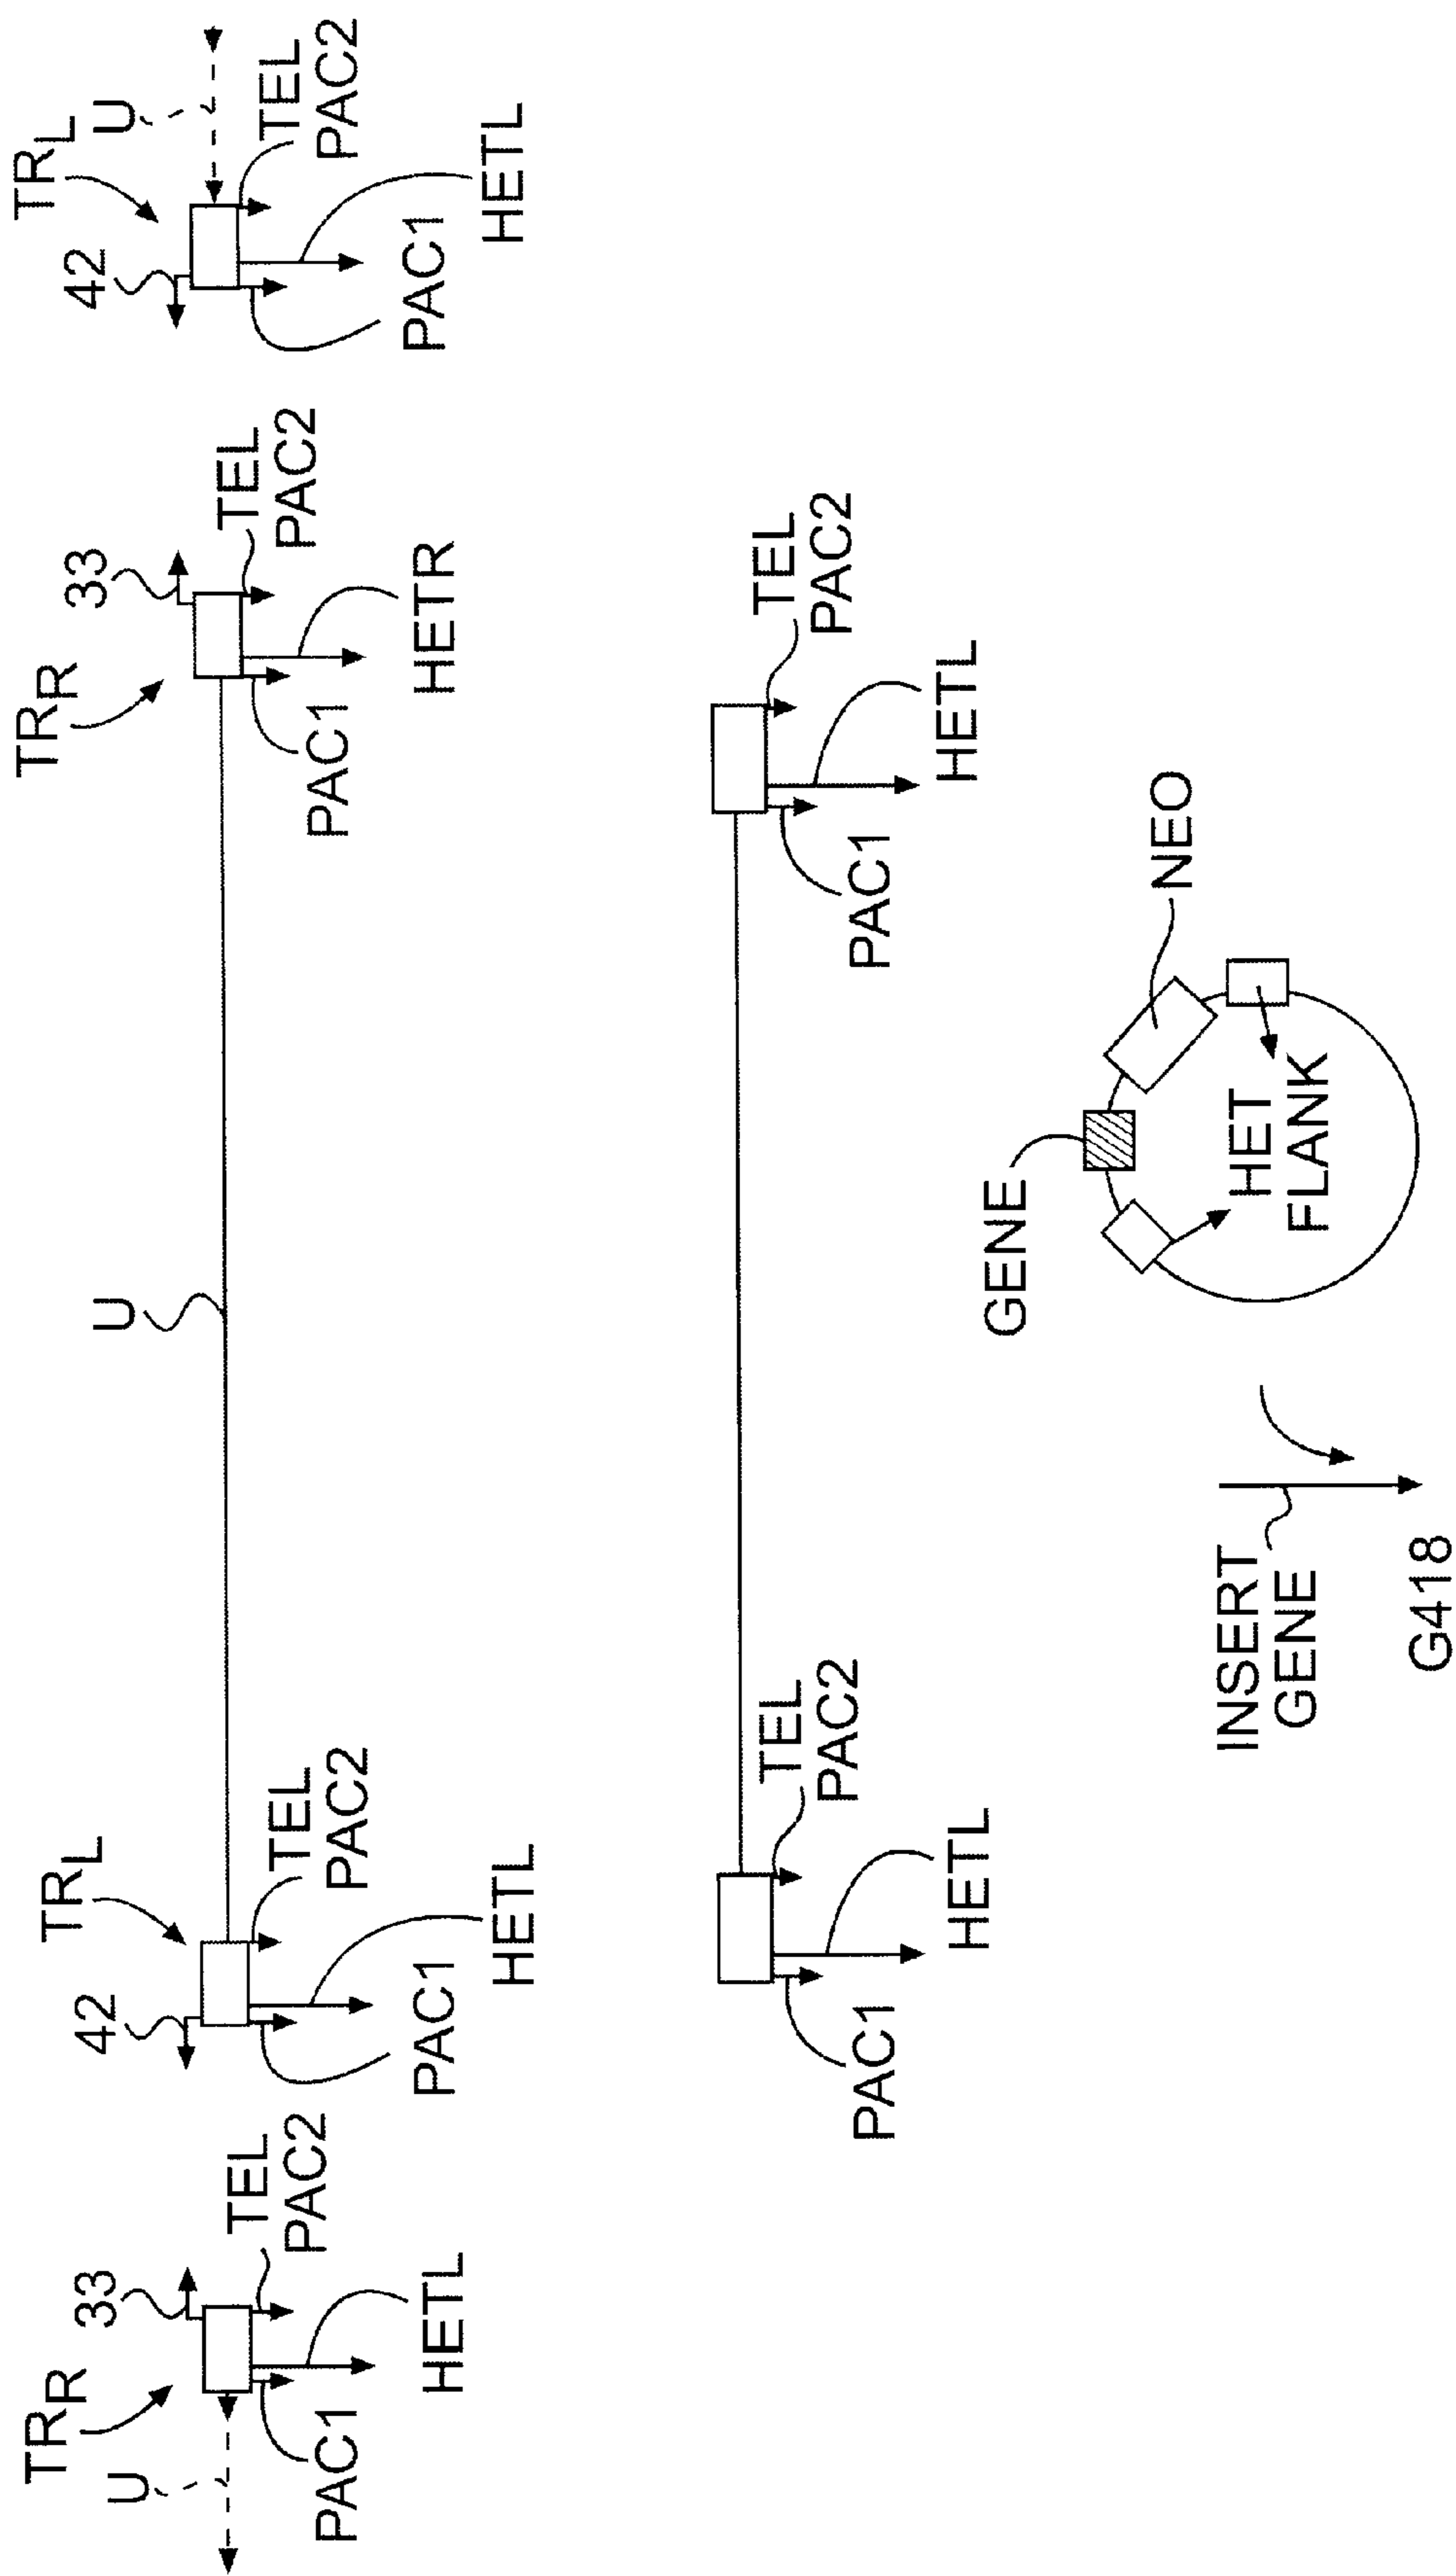 TRR
U
33
TEL
PAC2
PAC1
HETL
TRL
42
TEL
PAC2
PAC1
HETL
U
TRR
33
TEL
PAC2
PAC1
HETR
TRL
42
U
TEL
PAC2
PAC1
HETL
TEL
PAC2
PAC1
HETL
TEL
PAC2
PAC1
HETL
INSERT
GENE
G418
GENE
NEO
HET
FLANK